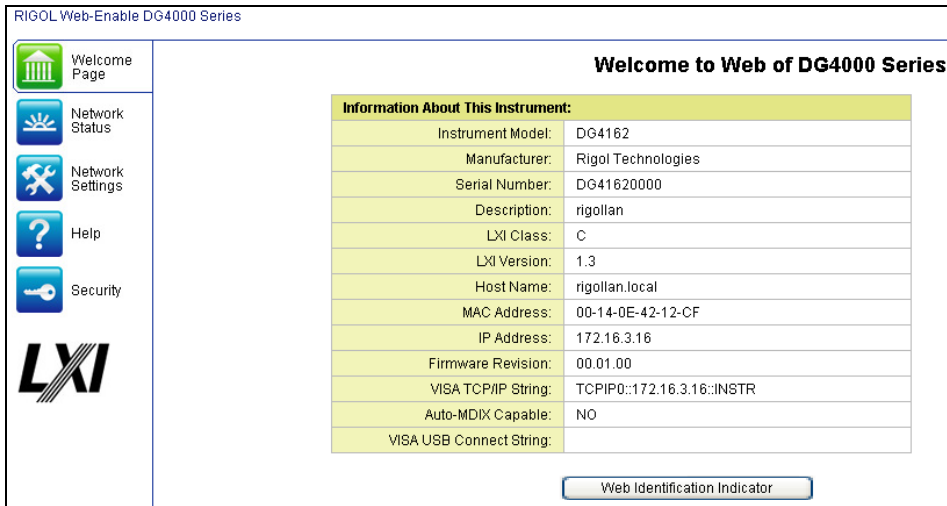 RIGOL Web-Enable DG4000 Series
Welcome
Page
Network
Status
Network
Settings
Help
Security
LXI
Welcome to Web of DG4000 Series
Information About This Instrument:
Instrument Model: DG4162
Manufacturer: Rigol Technologies
Serial Number: DG41620000
Description: rigollan
LXI Class: C
LXI Version: 1.3
Host Name: rigollan.local
MAC Address: 00-14-0E-42-12-CF
IP Address: 172.16.3.16
Firmware Revision: 00.01.00
VISA TCP/IP String: TCPIP0::172.16.3.16::INSTR
Auto-MDIX Capable: NO
VISA USB Connect String:
Web Identification Indicator